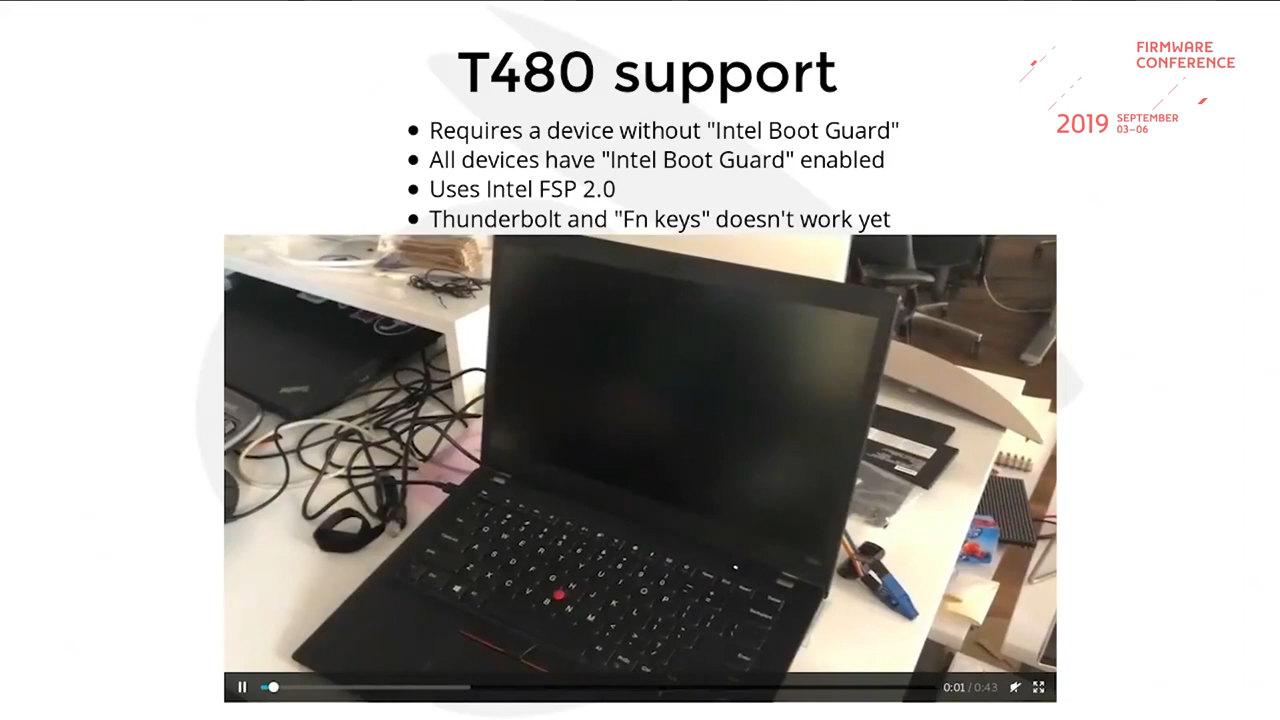 T480 support
FIRMWARE
CONFERENCE
2019 SEPTEMBER
03–06
• Requires a device without "Intel Boot Guard"
• All devices have "Intel Boot Guard" enabled
• Uses Intel FSP 2.0
• Thunderbolt and "Fn keys" doesn't work yet
0:01 / 0:43